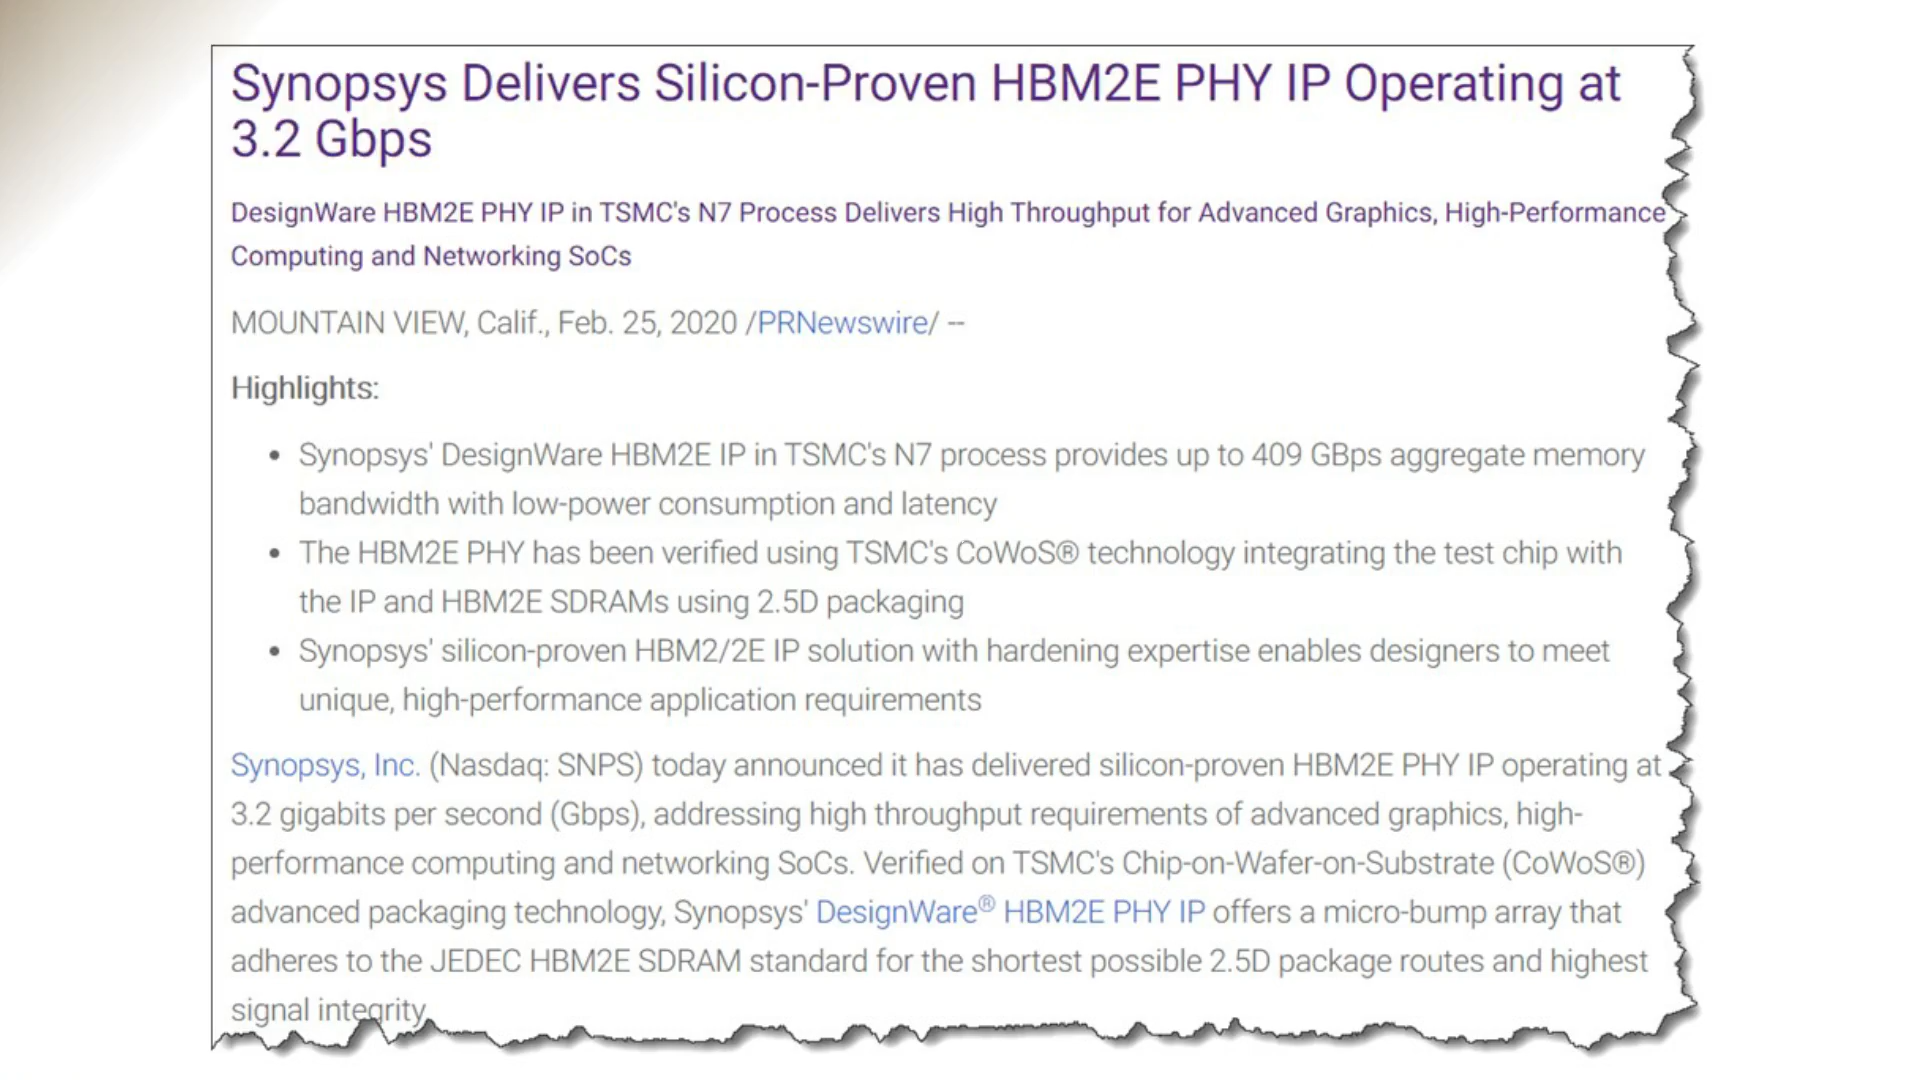 Synopsys Delivers Silicon-Proven HBM2E PHY IP Operating at
3.2 Gbps
DesignWare HBM2E PHY IP in TSMC's N7 Process Delivers High Throughput for Advanced Graphics, High-Performance
Computing and Networking SoCs
MOUNTAIN VIEW, Calif., Feb. 25, 2020 /PRNewswire/ --
Highlights:
• Synopsys' DesignWare HBM2E IP in TSMC's N7 process provides up to 409 GBps aggregate memory
bandwidth with low-power consumption and latency
• The HBM2E PHY has been verified using TSMC's CoWoS® technology integrating the test chip with
the IP and HBM2E SDRAMs using 2.5D packaging
• Synopsys' silicon-proven HBM2/2E IP solution with hardening expertise enables designers to meet
unique, high-performance application requirements
Synopsys, Inc. (Nasdaq: SNPS) today announced it has delivered silicon-proven HBM2E PHY IP operating at
3.2 gigabits per second (Gbps), addressing high throughput requirements of advanced graphics, high-
performance computing and networking SoCs. Verified on TSMC's Chip-on-Wafer-on-Substrate (CoWoS®)
advanced packaging technology, Synopsys' DesignWare® HBM2E PHY IP offers a micro-bump array that
adheres to the JEDEC HBM2E SDRAM standard for the shortest possible 2.5D package routes and highest
signal integrity